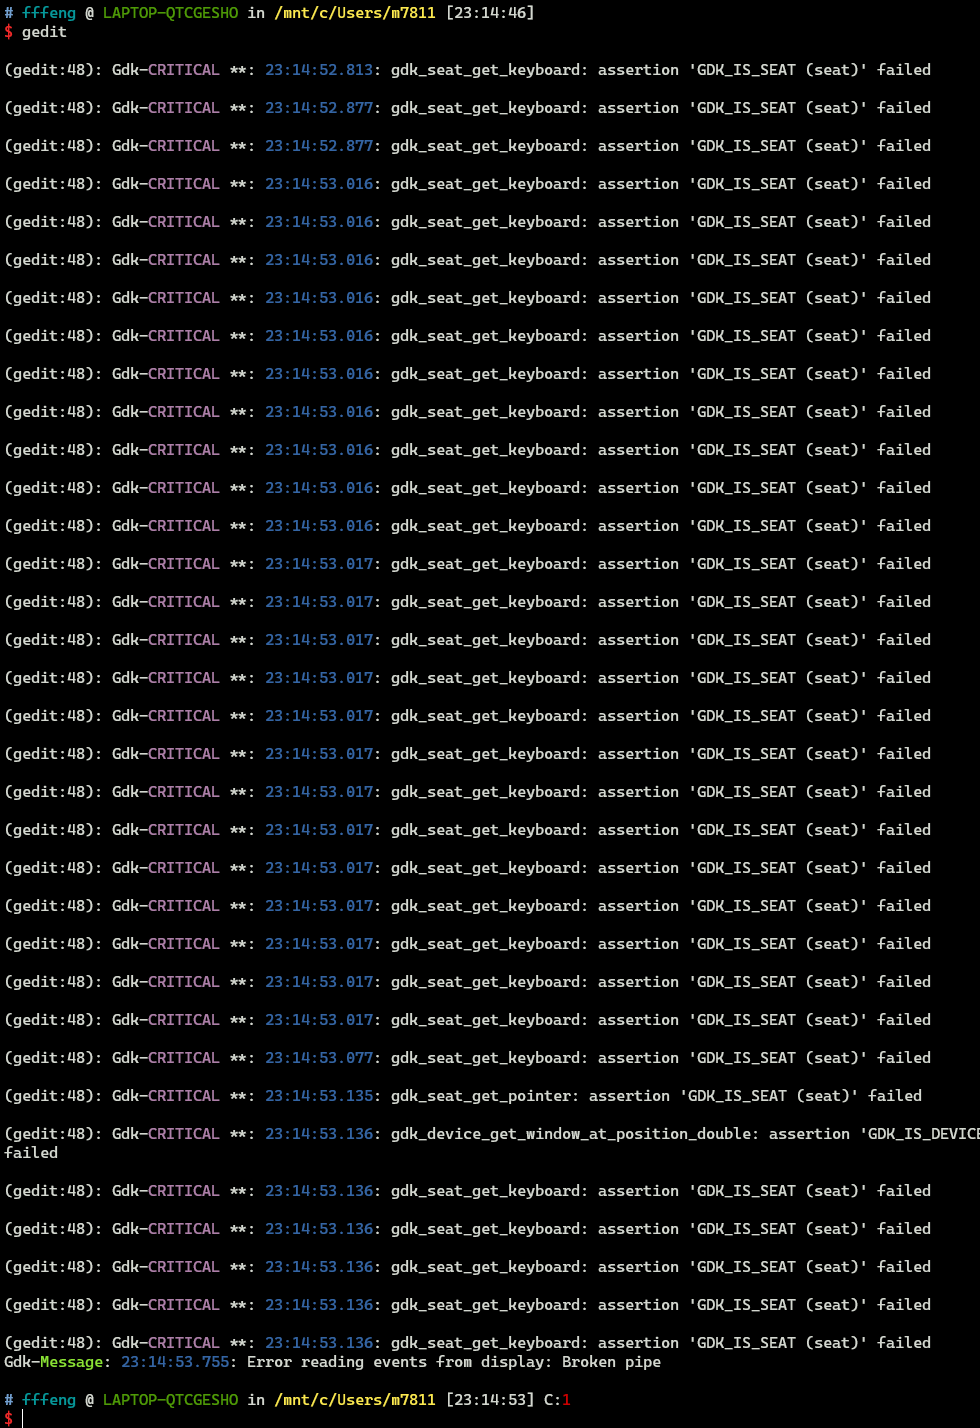 # fffeng @ LAPTOP-QTCGESHO in /mnt/c/Users/m7811 [23:14:46]
$ gedit
(gedit:48): Gdk-CRITICAL **: 23:14:52.813: gdk_seat_get_keyboard: assertion 'GDK_IS_SEAT (seat)' failed
(gedit:48): Gdk-CRITICAL **: 23:14:52.877: gdk_seat_get_keyboard: assertion 'GDK_IS_SEAT (seat)' failed
(gedit:48): Gdk-CRITICAL **: 23:14:52.877: gdk_seat_get_keyboard: assertion 'GDK_IS_SEAT (seat)' failed
(gedit:48): Gdk-CRITICAL **: 23:14:53.016: gdk_seat_get_keyboard: assertion 'GDK_IS_SEAT (seat)' failed
(gedit:48): Gdk-CRITICAL **: 23:14:53.016: gdk_seat_get_keyboard: assertion 'GDK_IS_SEAT (seat)' failed
(gedit:48): Gdk-CRITICAL **: 23:14:53.016: gdk_seat_get_keyboard: assertion 'GDK_IS_SEAT (seat)' failed
(gedit:48): Gdk-CRITICAL **: 23:14:53.016: gdk_seat_get_keyboard: assertion 'GDK_IS_SEAT (seat)' failed
(gedit:48): Gdk-CRITICAL **: 23:14:53.016: gdk_seat_get_keyboard: assertion 'GDK_IS_SEAT (seat)' failed
(gedit:48): Gdk-CRITICAL **: 23:14:53.016: gdk_seat_get_keyboard: assertion 'GDK_IS_SEAT (seat)' failed
(gedit:48): Gdk-CRITICAL **: 23:14:53.016: gdk_seat_get_keyboard: assertion 'GDK_IS_SEAT (seat)' failed
(gedit:48): Gdk-CRITICAL **: 23:14:53.016: gdk_seat_get_keyboard: assertion 'GDK_IS_SEAT (seat)' failed
(gedit:48): Gdk-CRITICAL **: 23:14:53.016: gdk_seat_get_keyboard: assertion 'GDK_IS_SEAT (seat)' failed
(gedit:48): Gdk-CRITICAL **: 23:14:53.016: gdk_seat_get_keyboard: assertion 'GDK_IS_SEAT (seat)' failed
(gedit:48): Gdk-CRITICAL **: 23:14:53.017: gdk_seat_get_keyboard: assertion 'GDK_IS_SEAT (seat)' failed
(gedit:48): Gdk-CRITICAL **: 23:14:53.017: gdk_seat_get_keyboard: assertion 'GDK_IS_SEAT (seat)' failed
(gedit:48): Gdk-CRITICAL **: 23:14:53.017: gdk_seat_get_keyboard: assertion 'GDK_IS_SEAT (seat)' failed
(gedit:48): Gdk-CRITICAL **: 23:14:53.017: gdk_seat_get_keyboard: assertion 'GDK_IS_SEAT (seat)' failed
(gedit:48): Gdk-CRITICAL **: 23:14:53.017: gdk_seat_get_keyboard: assertion 'GDK_IS_SEAT (seat)' failed
(gedit:48): Gdk-CRITICAL **: 23:14:53.017: gdk_seat_get_keyboard: assertion 'GDK_IS_SEAT (seat)' failed
(gedit:48): Gdk-CRITICAL **: 23:14:53.017: gdk_seat_get_keyboard: assertion 'GDK_IS_SEAT (seat)' failed
(gedit:48): Gdk-CRITICAL **: 23:14:53.017: gdk_seat_get_keyboard: assertion 'GDK_IS_SEAT (seat)' failed
(gedit:48): Gdk-CRITICAL **: 23:14:53.017: gdk_seat_get_keyboard: assertion 'GDK_IS_SEAT (seat)' failed
(gedit:48): Gdk-CRITICAL **: 23:14:53.017: gdk_seat_get_keyboard: assertion 'GDK_IS_SEAT (seat)' failed
(gedit:48): Gdk-CRITICAL **: 23:14:53.017: gdk_seat_get_keyboard: assertion 'GDK_IS_SEAT (seat)' failed
(gedit:48): Gdk-CRITICAL **: 23:14:53.017: gdk_seat_get_keyboard: assertion 'GDK_IS_SEAT (seat)' failed
(gedit:48): Gdk-CRITICAL **: 23:14:53.017: gdk_seat_get_keyboard: assertion 'GDK_IS_SEAT (seat)' failed
(gedit:48): Gdk-CRITICAL **: 23:14:53.077: gdk_seat_get_keyboard: assertion 'GDK_IS_SEAT (seat)' failed
(gedit:48): Gdk-CRITICAL **: 23:14:53.135: gdk_seat_get_pointer: assertion 'GDK_IS_SEAT (seat)' failed
(gedit:48): Gdk-CRITICAL **: 23:14:53.136: gdk_device_get_window_at_position_double: assertion 'GDK_IS_DEVICE
failed
(gedit:48): Gdk-CRITICAL **: 23:14:53.136: gdk_seat_get_keyboard: assertion 'GDK_IS_SEAT (seat)' failed
(gedit:48): Gdk-CRITICAL **: 23:14:53.136: gdk_seat_get_keyboard: assertion 'GDK_IS_SEAT (seat)' failed
(gedit:48): Gdk-CRITICAL **: 23:14:53.136: gdk_seat_get_keyboard: assertion 'GDK_IS_SEAT (seat)' failed
(gedit:48): Gdk-CRITICAL **: 23:14:53.136: gdk_seat_get_keyboard: assertion 'GDK_IS_SEAT (seat)' failed
(gedit:48): Gdk-CRITICAL **: 23:14:53.136: gdk_seat_get_keyboard: assertion 'GDK_IS_SEAT (seat)' failed
Gdk-Message: 23:14:53.755: Error reading events from display: Broken pipe
# fffeng @ LAPTOP-QTCGESHO in /mnt/c/Users/m7811 [23:14:53] C:1
$